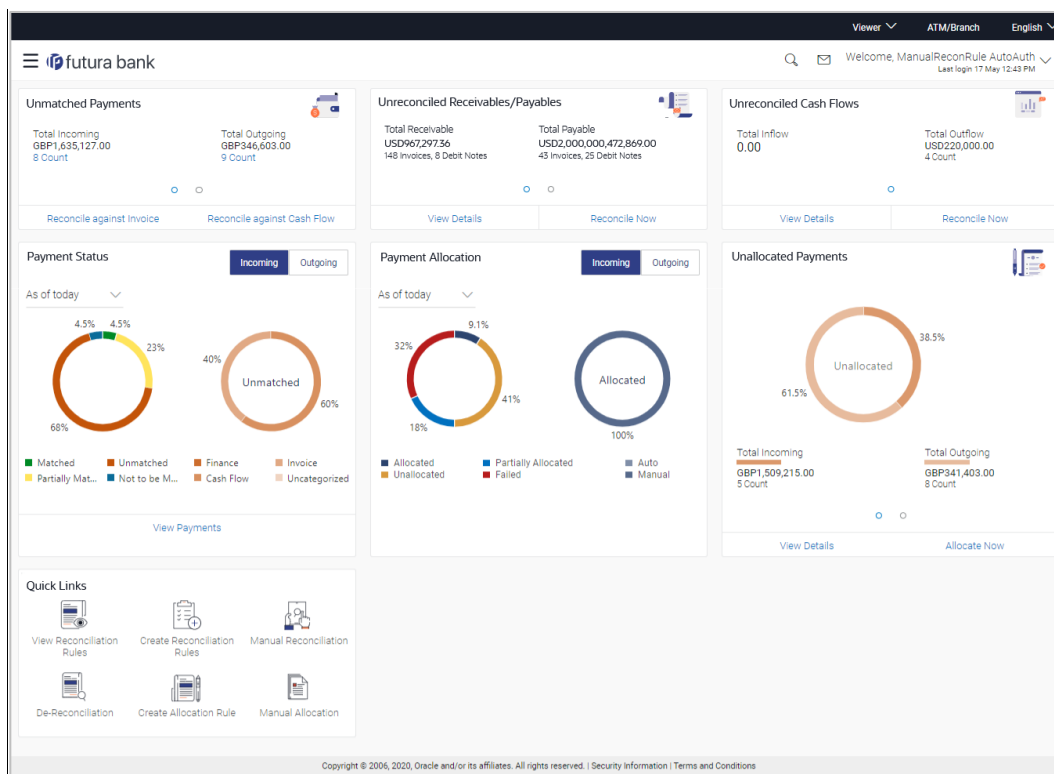 Viewer ATM/Branch English
futura bank
Welcome, ManualReconRule AutoAuth
Last login 17 May 12:43 PM
Unmatched Payments
Total Incoming Total Outgoing
GBP1,635,127.00 GBP346,603.00
8 Count 9 Count
Reconcile against Invoice Reconcile against Cash Flow
Unreconciled Receivables/Payables
Total Receivable Total Payable
USD967,297.36 USD2,000,000,472,869.00
148 Invoices, 8 Debit Notes 43 Invoices, 25 Debit Notes
View Details Reconcile Now
Unreconciled Cash Flows
Total Inflow Total Outflow
0.00 USD220,000.00
4 Count
View Details Reconcile Now
Payment Status Incoming Outgoing
As of today
4.5% 4.5%
23%
68%
40%
Unmatched
60%
Matched Unmatched Finance Invoice
Partially Mat... Not to be M... Cash Flow Uncategorized
View Payments
Payment Allocation Incoming Outgoing
As of today
9.1%
32%
41%
18%
Allocated
100%
Allocated Partially Allocated Auto
Unallocated Failed Manual
Unallocated Payments
38.5%
Unallocated
61.5%
Total Incoming Total Outgoing
GBP1,509,215.00 GBP341,403.00
5 Count 8 Count
View Details Allocate Now
Quick Links
View Reconciliation Rules
Create Reconciliation Rules
Manual Reconciliation
De-Reconciliation Create Allocation Rule Manual Allocation
Copyright © 2006, 2020, Oracle and/or its affiliates. All rights reserved. | Security Information | Terms and Conditions